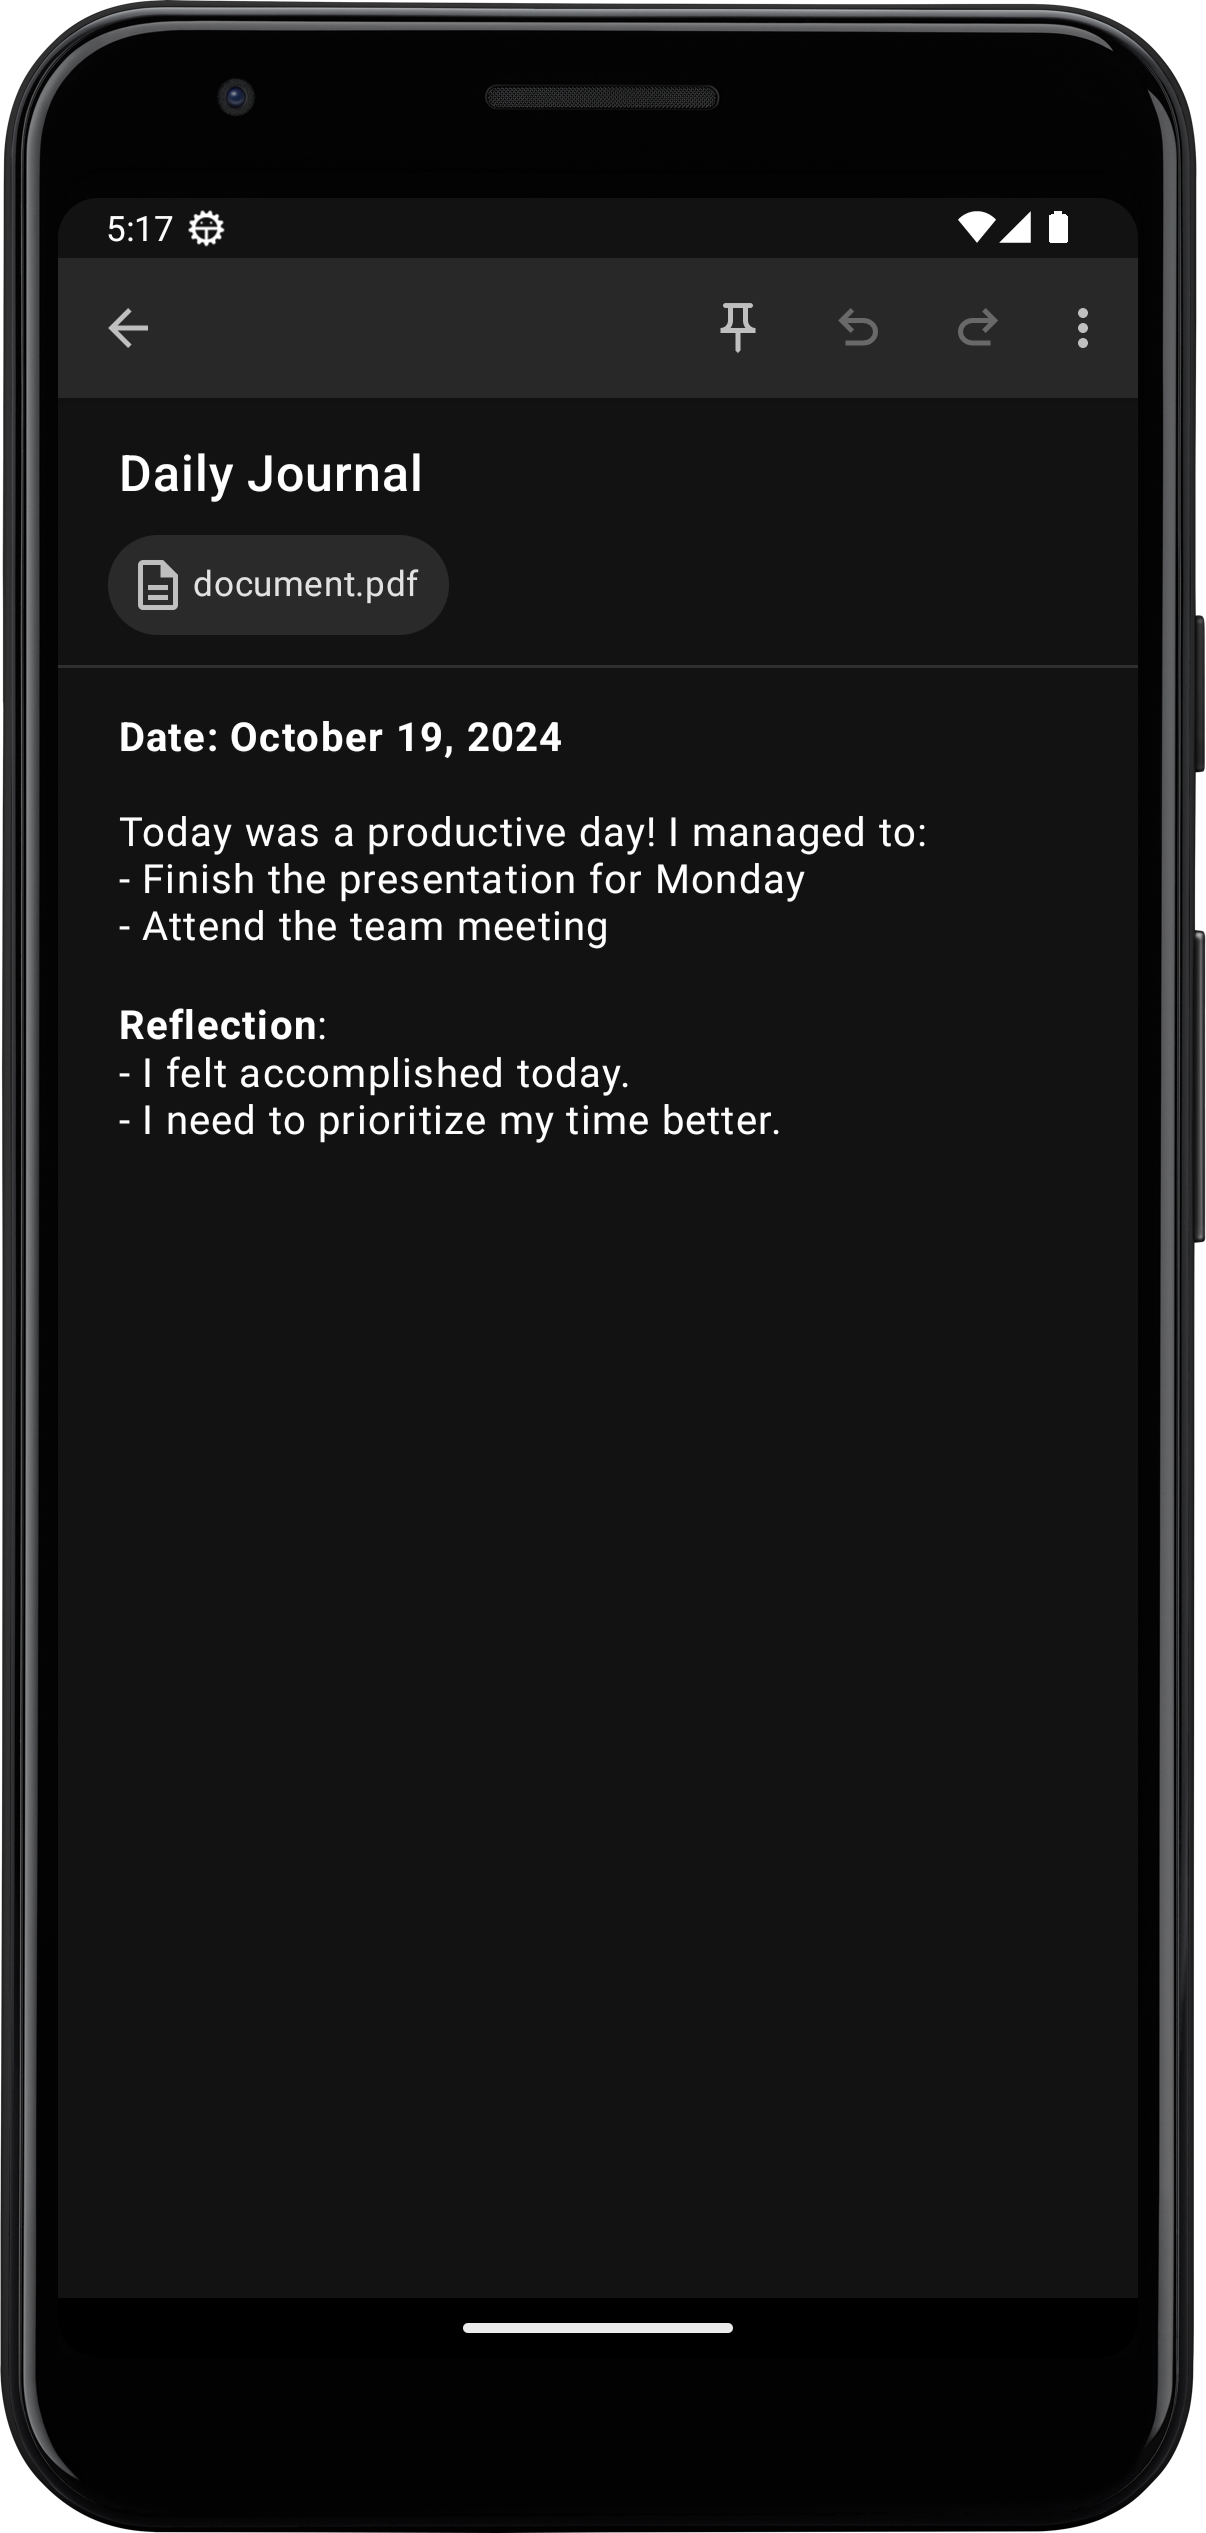 5:17
Daily Journal
document.pdf
Date: October 19, 2024
Today was a productive day! I managed to:
- Finish the presentation for Monday
- Attend the team meeting
Reflection:
- I felt accomplished today.
- I need to prioritize my time better.